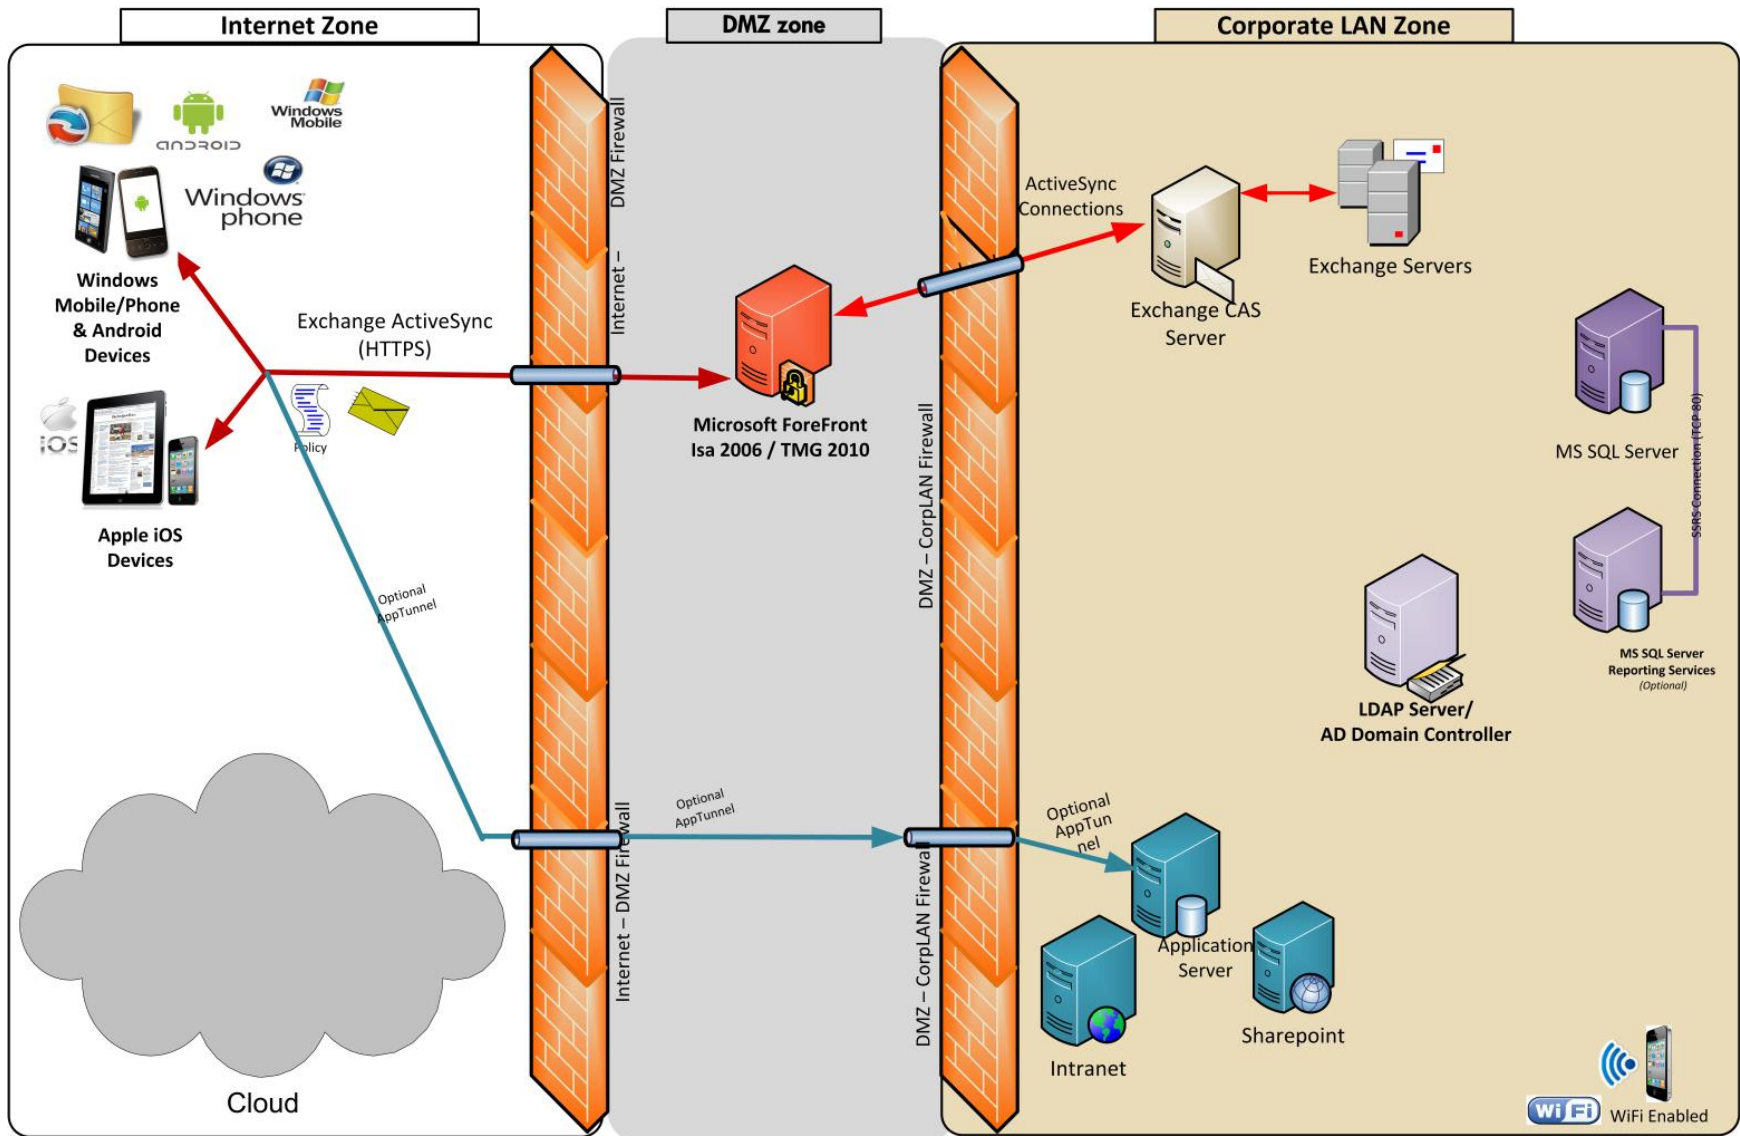 Internet Zone
DMZ zone
Corporate LAN Zone
ANDROID
Windows
Mobile
Windows
phone
Windows
Mobile/Phone
& Android
Devices
Exchange ActiveSync
(HTTPS)
Policy
iOS
Apple iOS
Devices
Optional
AppTunnel
Cloud
Internet –
DMZ Firewall
Internet – DMZ Firewall
Microsoft ForeFront
Isa 2006 / TMG 2010
Optional
AppTunnel
DMZ – CorpLAN Firewall
DMZ – CorpLAN Firewall
ActiveSync
Connections
Exchange CAS
Server
Exchange Servers
MS SQL Server
SSRS Connection (TCP 80)
MS SQL Server
Reporting Services
(Optional)
LDAP Server/
AD Domain Controller
Optional
AppTun
nel
Application
Server
Intranet
Sharepoint
Wi Fi
WiFi Enabled